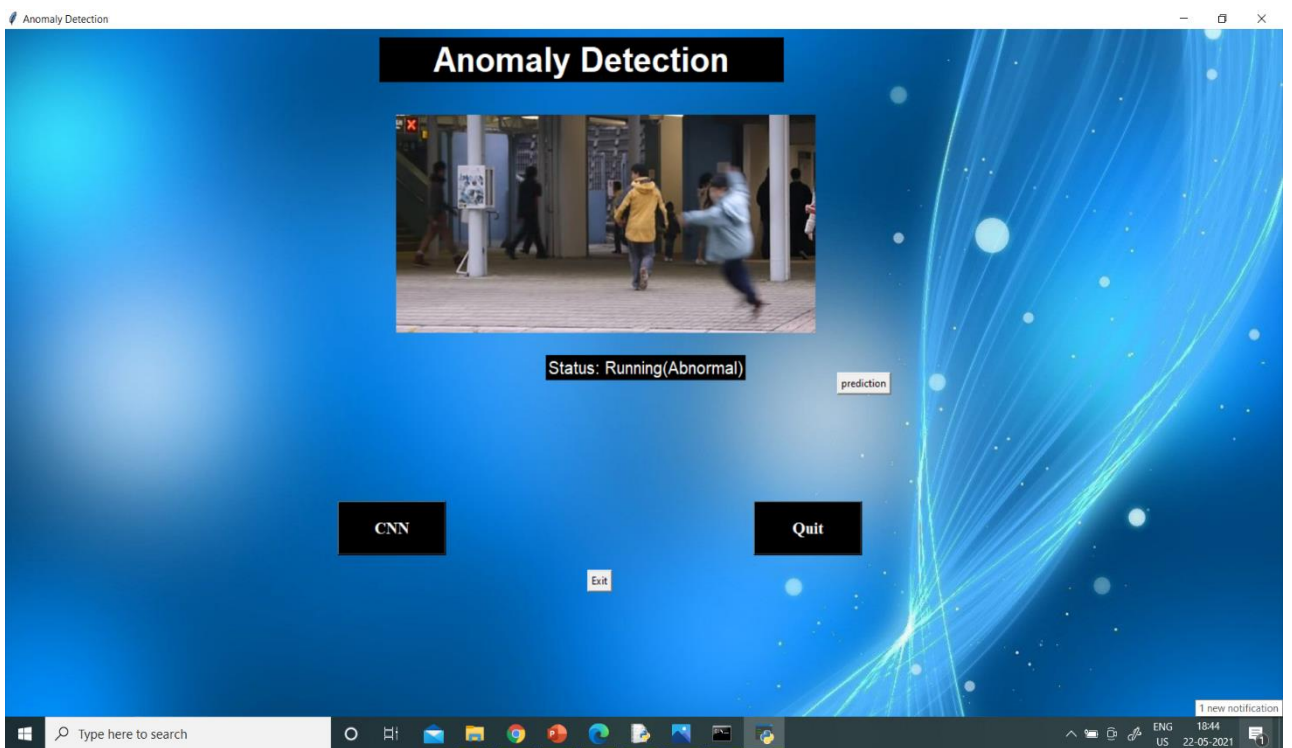 Anomaly Detection
Anomaly Detection
Status: Running(Abnormal)
prediction
CNN
Quit
Exit
1 new notification
Type here to search
ENG
US
18:44
22-05-2021
1